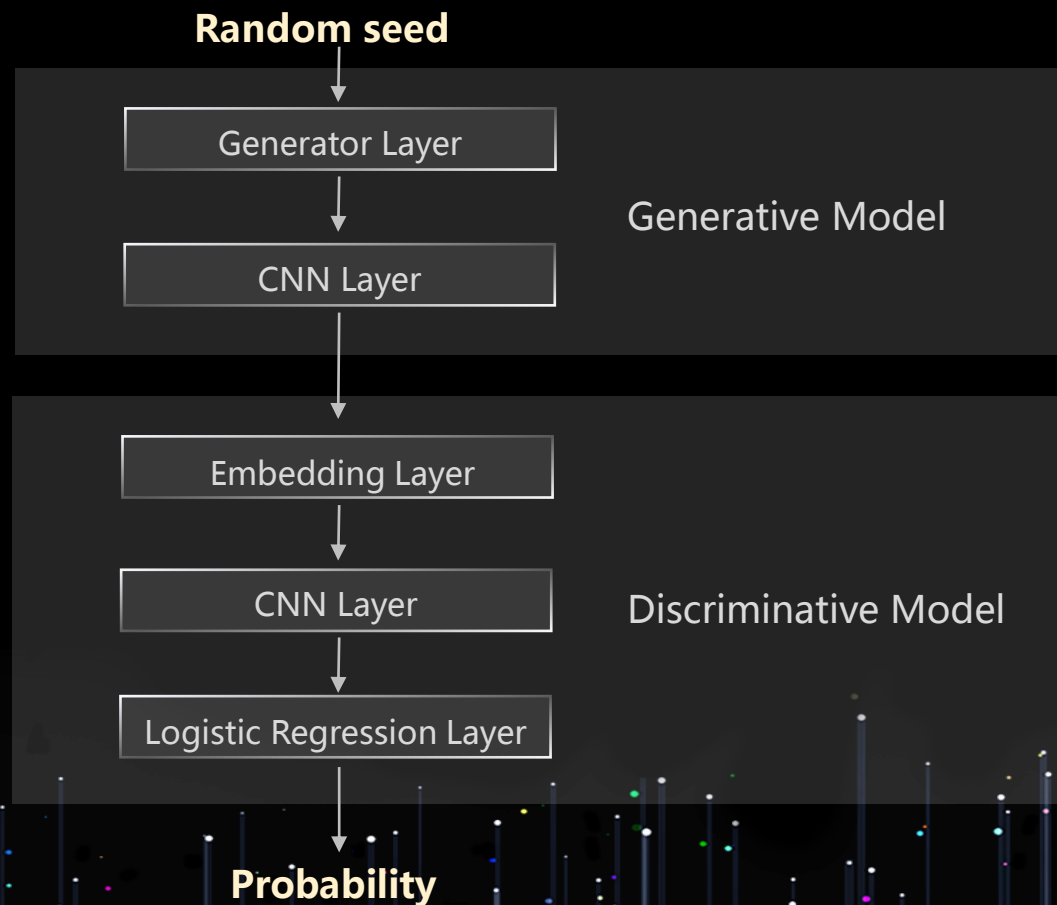 Random seed
Generator Layer
Generative Model
CNN Layer
Embedding Layer
CNN Layer
Discriminative Model
Logistic Regression Layer
Probability